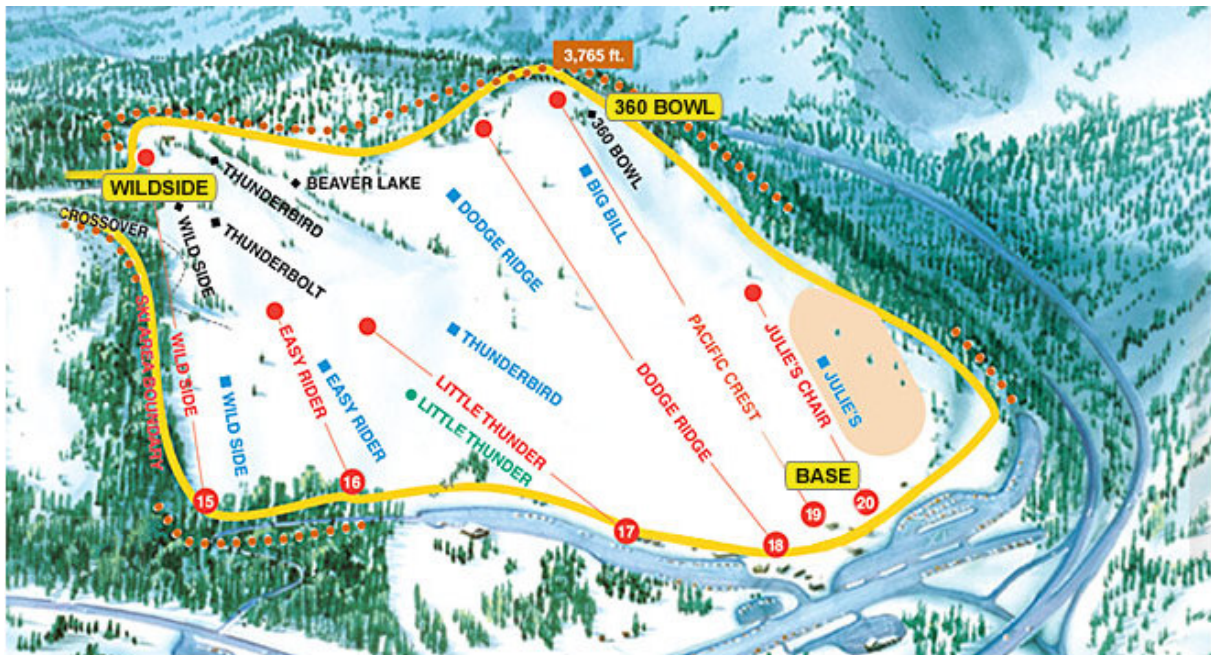 3,765 ft.
360 BOWL
360 BOWL
WILDSIDE
THUNDERBIRD
BEAVER LAKE
BIG BILL
DODGE RIDGE
CROSSOVER
WILD SIDE
THUNDERBOLT
SKI AREA BOUNDARY
WILD SIDE
EASY RIDER
PACIFIC CREST
JULIE'S CHAIR
WILD SIDE
EASY RIDER
LITTLE THUNDER
THUNDERBIRD
DODGE RIDGE
JULIE'S
LITTLE THUNDER
BASE
15
16
17
18
19
20